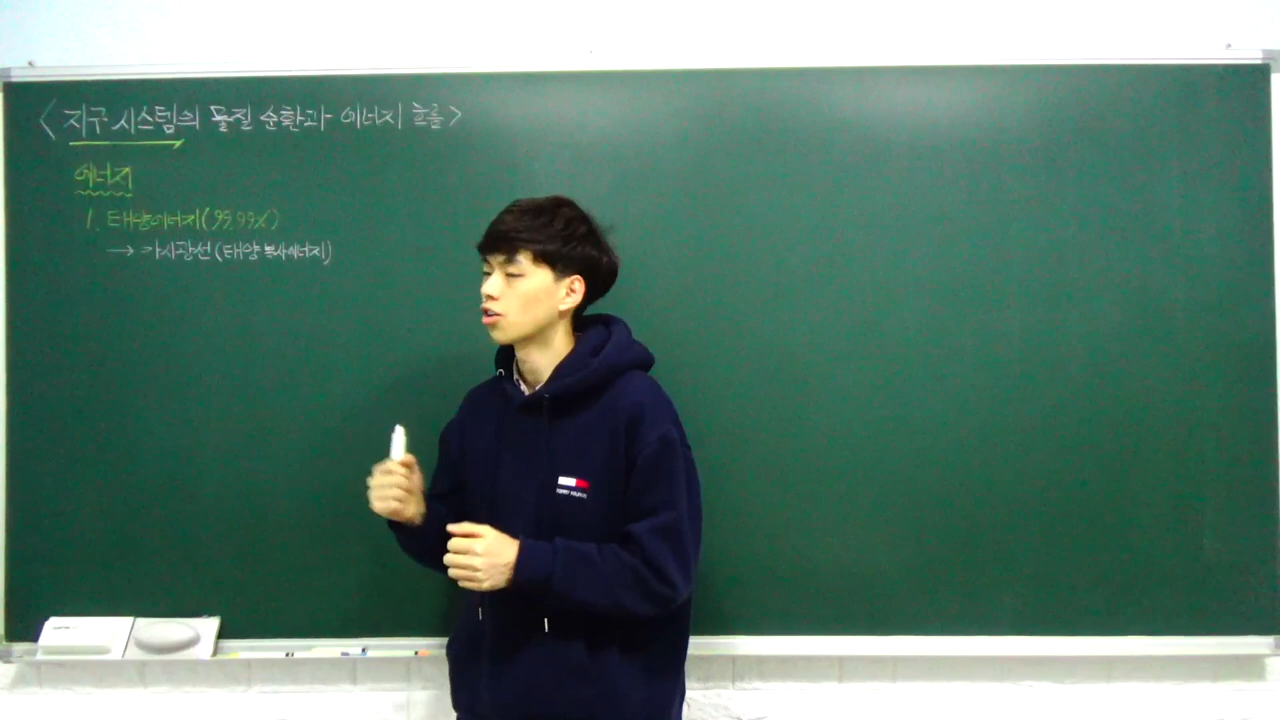 <지구시스템의 물질 순환과 에너지 흐름>
에너지
1. 태양에너지(99.99%)
→ 가시광선(태양복사에너지)
TOMMY HILFIGER